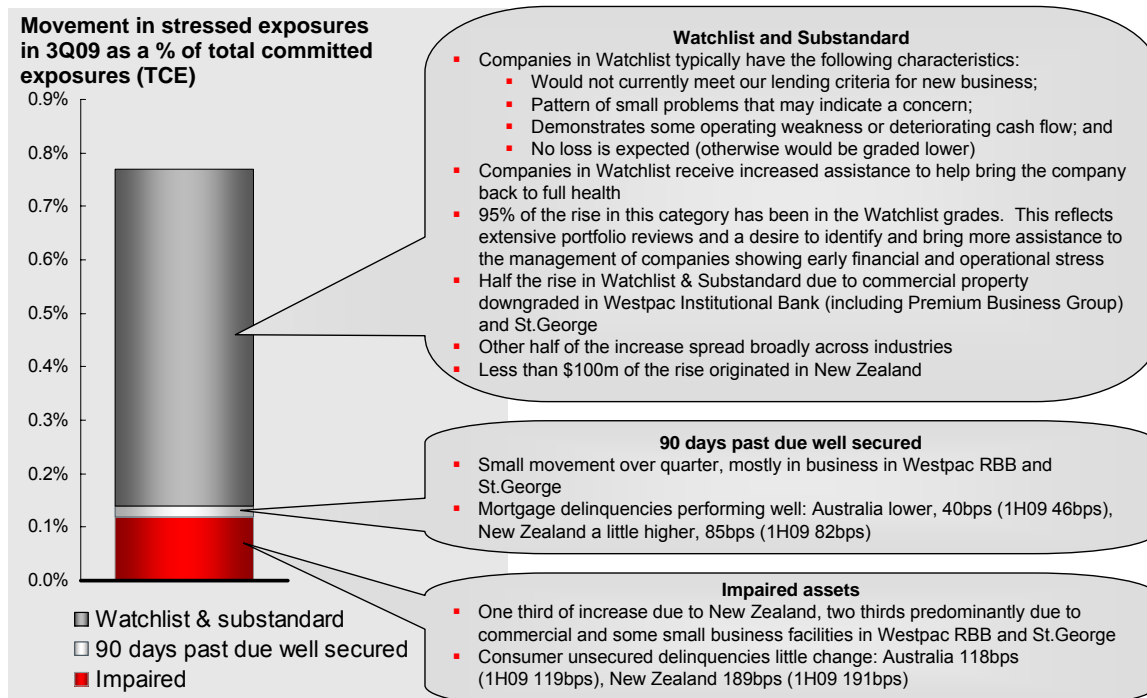 Movement in stressed exposures
in 3Q09 as a % of total committed
exposures (TCE)
0.9%
0.8%
0.7%
0.6%
0.5%
0.4%
0.3%
0.2%
0.1%
0.0%
Watchlist & substandard
90 days past due well secured
Impaired
Watchlist and Substandard
▪ Companies in Watchlist typically have the following characteristics:
▪ Would not currently meet our lending criteria for new business;
▪ Pattern of small problems that may indicate a concern;
▪ Demonstrates some operating weakness or deteriorating cash flow; and
▪ No loss is expected (otherwise would be graded lower)
▪ Companies in Watchlist receive increased assistance to help bring the company
back to full health
▪ 95% of the rise in this category has been in the Watchlist grades. This reflects
extensive portfolio reviews and a desire to identify and bring more assistance to
the management of companies showing early financial and operational stress
▪ Half the rise in Watchlist & Substandard due to commercial property
downgraded in Westpac Institutional Bank (including Premium Business Group)
and St.George
▪ Other half of the increase spread broadly across industries
▪ Less than $100m of the rise originated in New Zealand
90 days past due well secured
▪ Small movement over quarter, mostly in business in Westpac RBB and
St.George
▪ Mortgage delinquencies performing well: Australia lower, 40bps (1H09 46bps),
New Zealand a little higher, 85bps (1H09 82bps)
Impaired assets
▪ One third of increase due to New Zealand, two thirds predominantly due to
commercial and some small business facilities in Westpac RBB and St.George
▪ Consumer unsecured delinquencies little change: Australia 118bps
(1H09 119bps), New Zealand 189bps (1H09 191bps)